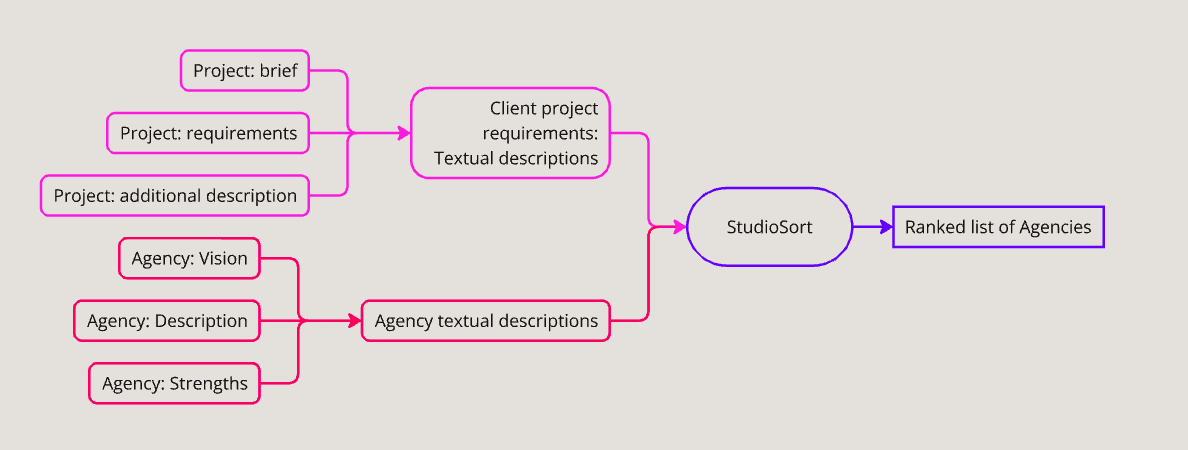 Project: brief
Project: requirements
Project: additional description
Client project
requirements:
Textual descriptions
Agency: Vision
Agency: Description
Agency: Strengths
Agency textual descriptions
StudioSort
Ranked list of Agencies